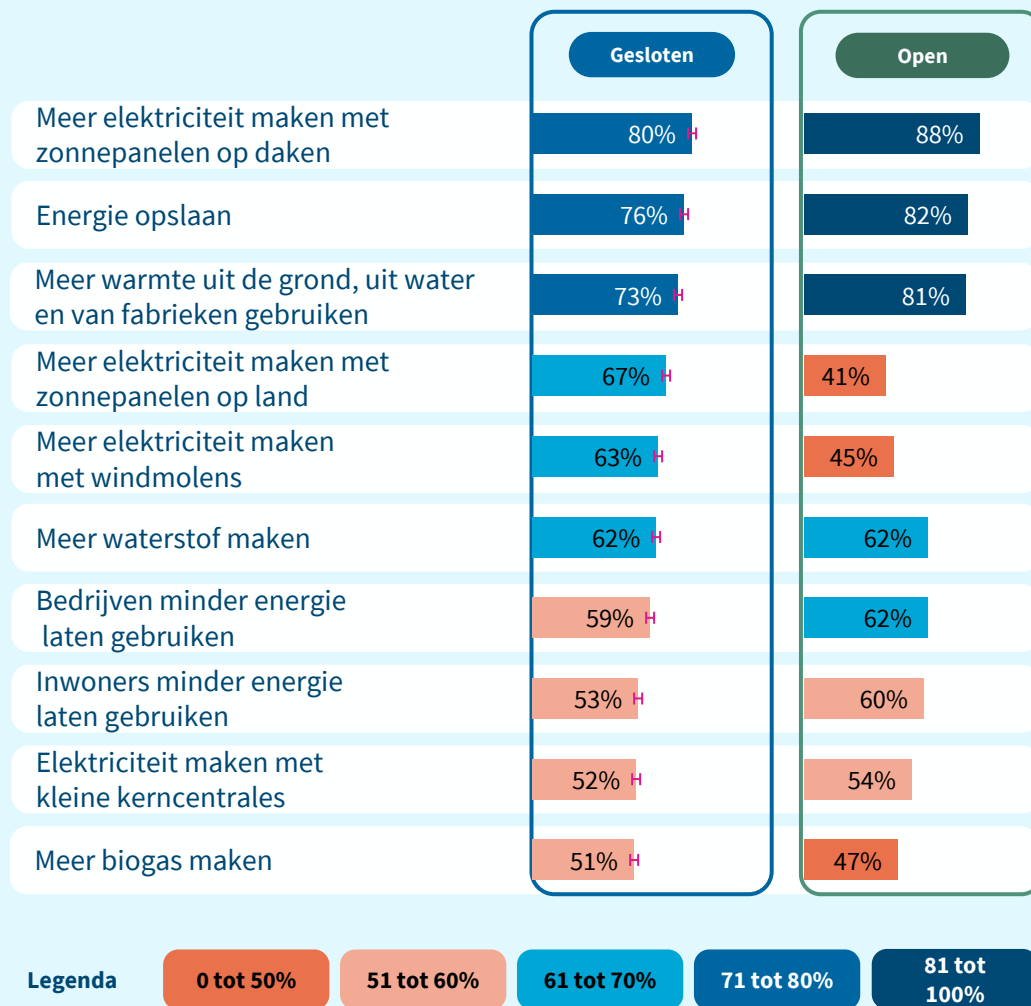 Gesloten
Open
Meer elektriciteit maken met
zonnepanelen op daken
80%
88%
Energie opslaan
76%
82%
Meer warmte uit de grond, uit water
en van fabrieken gebruiken
73%
81%
Meer elektriciteit maken met
zonnepanelen op land
67%
41%
Meer elektriciteit maken
met windmolens
63%
45%
Meer waterstof maken
62%
62%
Bedrijven minder energie
laten gebruiken
59%
62%
Inwoners minder energie
laten gebruiken
53%
60%
Elektriciteit maken met
kleine kerncentrales
52%
54%
Meer biogas maken
51%
47%
Legenda
0 tot 50%
51 tot 60%
61 tot 70%
71 tot 80%
81 tot
100%